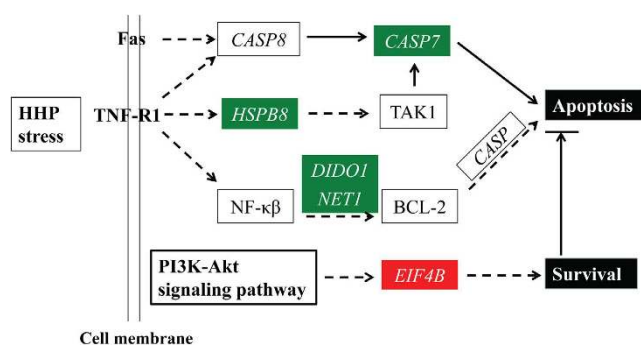 Fas
CASP8
CASP7
HHP
stress
TNF-R1
HSPB8
TAK1
Apoptosis
DIDO1
NET1
CASP
NF-κβ
BCL-2
PI3K-Akt
signaling pathway
EIF4B
Survival
Cell membrane